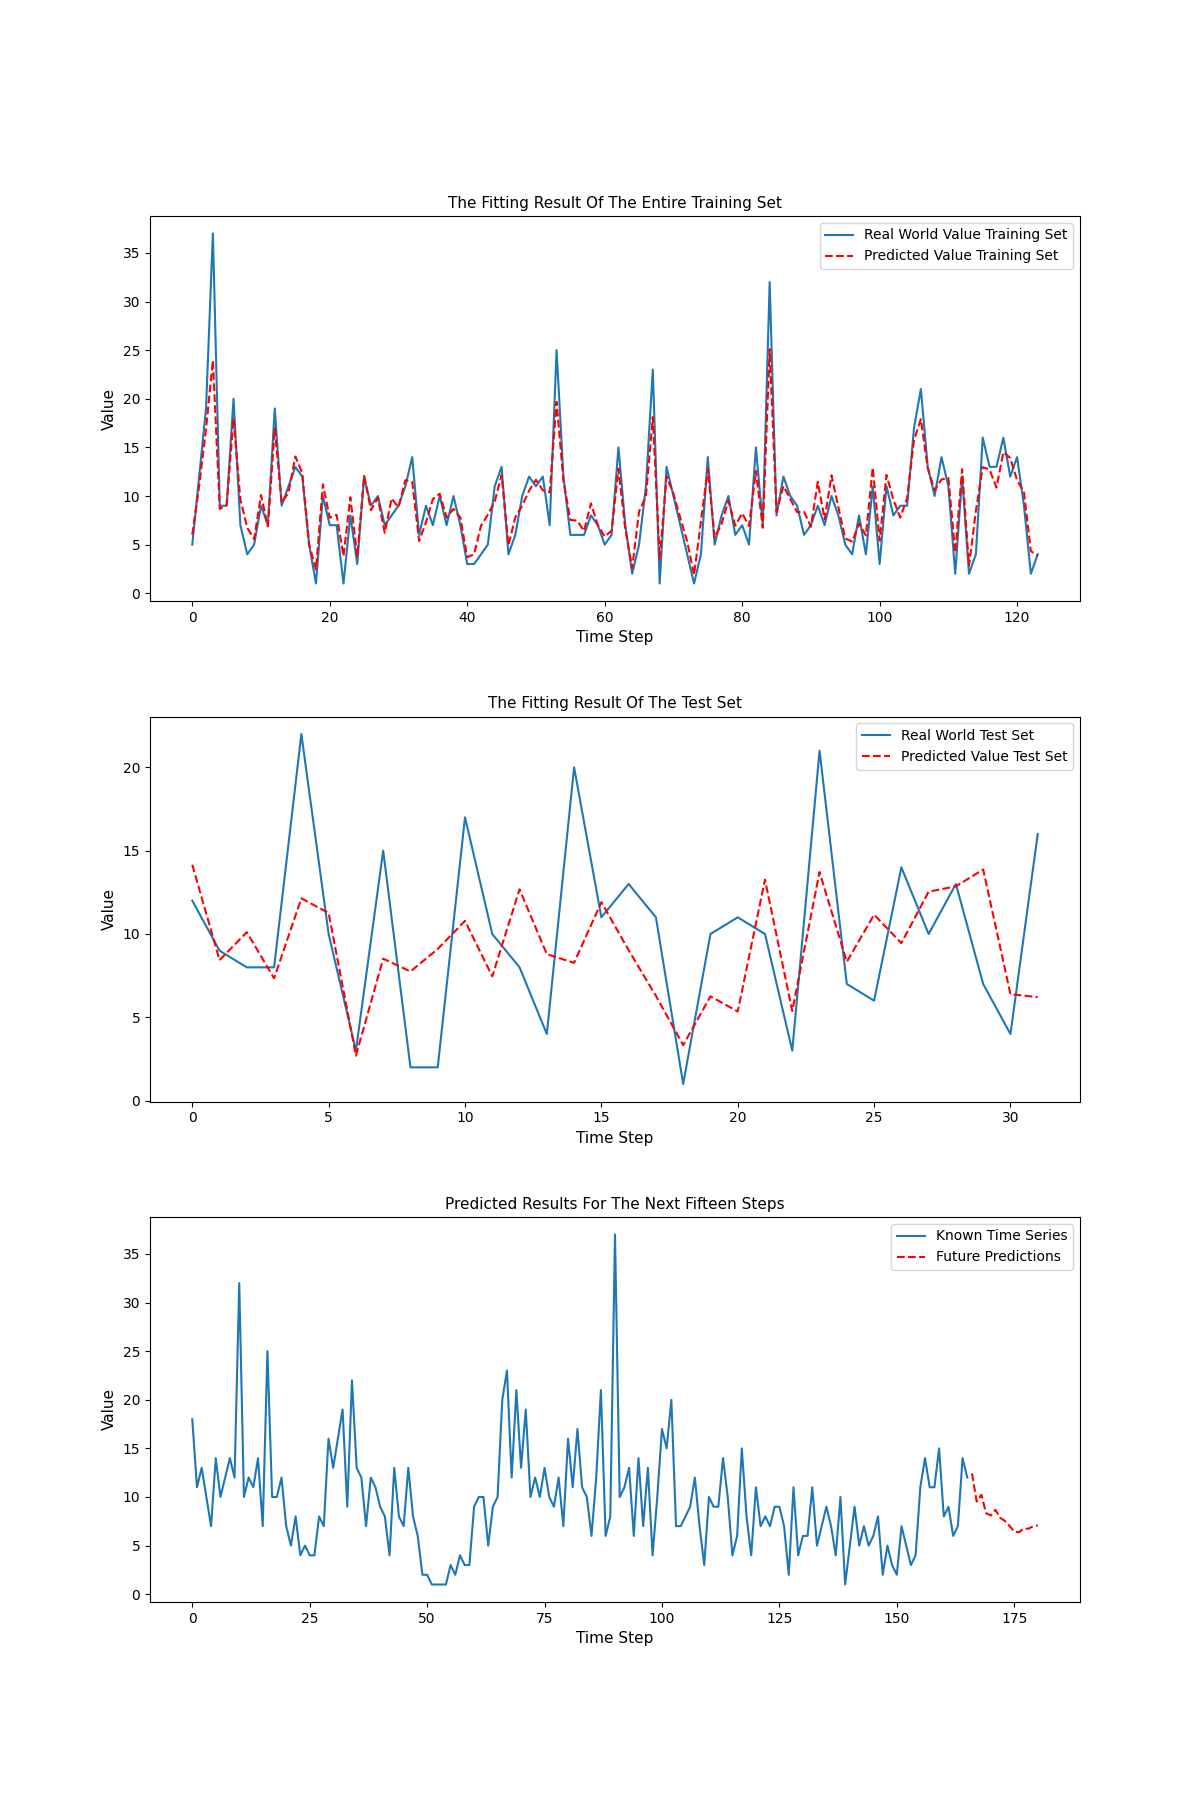 The Fitting Result Of The Entire Training Set
Real World Value Training Set
Predicted Value Training Set
Value
35
30
25
20
15
10
5
0
0 20 40 60 80 100 120
Time Step
The Fitting Result Of The Test Set
Real World Test Set
Predicted Value Test Set
Value
20
15
10
5
0
0 5 10 15 20 25 30
Time Step
Predicted Results For The Next Fifteen Steps
Known Time Series
Future Predictions
Value
35
30
25
20
15
10
5
0
0 25 50 75 100 125 150 175
Time Step